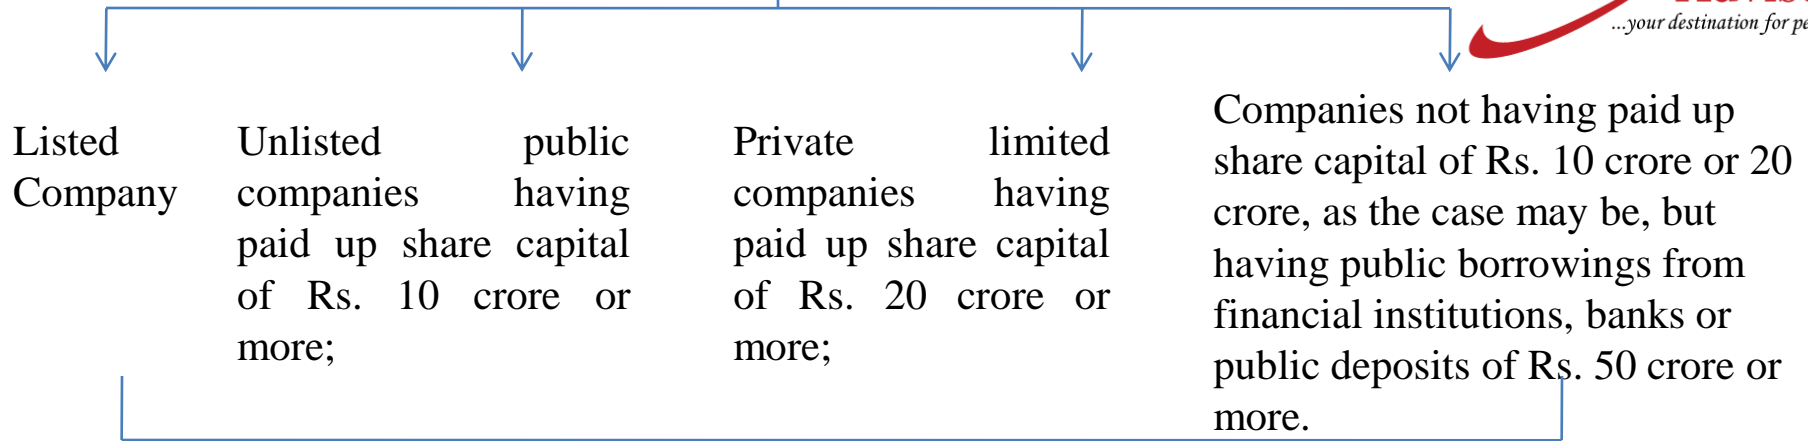 ...your destination for
Listed
Company
Unlisted public
companies having
paid up share capital
of Rs. 10 crore or
more;
Private limited
companies having
paid up share capital
of Rs. 20 crore or
more;
Companies not having paid up
share capital of Rs. 10 crore or 20
crore, as the case may be, but
having public borrowings from
financial institutions, banks or
public deposits of Rs. 50 crore or
more.